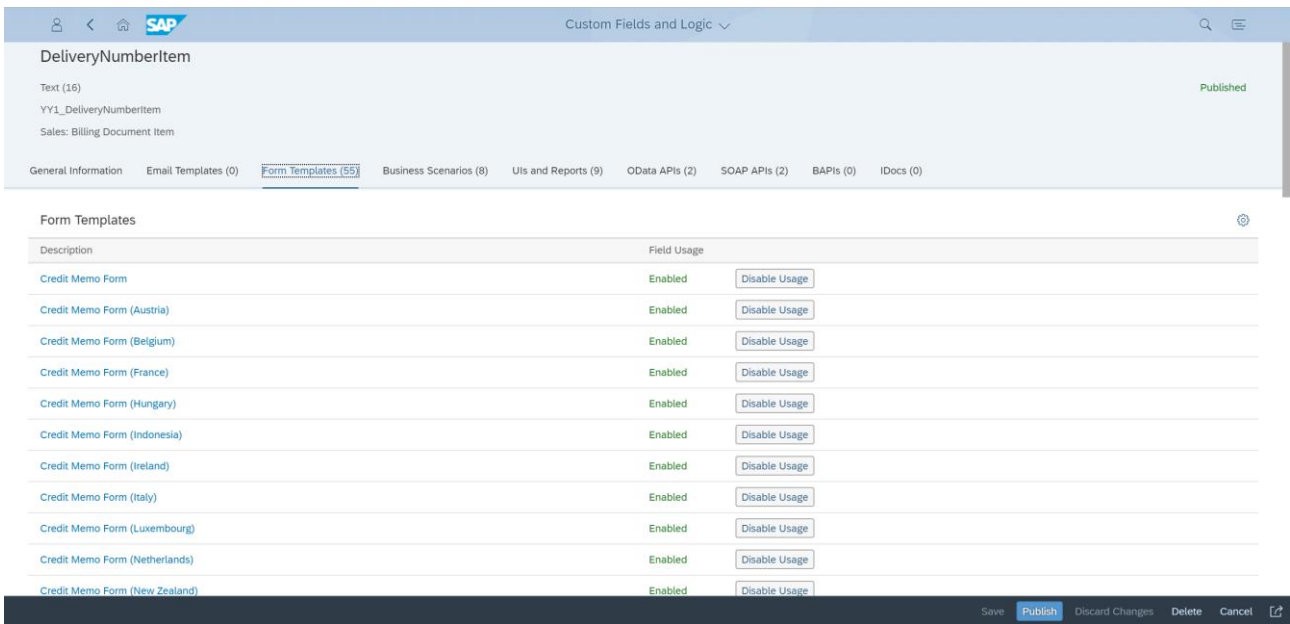 SAP Custom Fields and Logic
DeliveryNumberItem
Text (16) Published
YY1_DeliveryNumberItem
Sales: Billing Document Item
General Information Email Templates (0) Form Templates (55) Business Scenarios (8) UIs and Reports (9) OData APIs (2) SOAP APIs (2) BAPIs (0) IDocs (0)
Form Templates
Description Field Usage
Credit Memo Form Enabled Disable Usage
Credit Memo Form (Austria) Enabled Disable Usage
Credit Memo Form (Belgium) Enabled Disable Usage
Credit Memo Form (France) Enabled Disable Usage
Credit Memo Form (Hungary) Enabled Disable Usage
Credit Memo Form (Indonesia) Enabled Disable Usage
Credit Memo Form (Ireland) Enabled Disable Usage
Credit Memo Form (Italy) Enabled Disable Usage
Credit Memo Form (Luxembourg) Enabled Disable Usage
Credit Memo Form (Netherlands) Enabled Disable Usage
Credit Memo Form (New Zealand) Enabled Disable Usage
Save Publish Discard Changes Delete Cancel